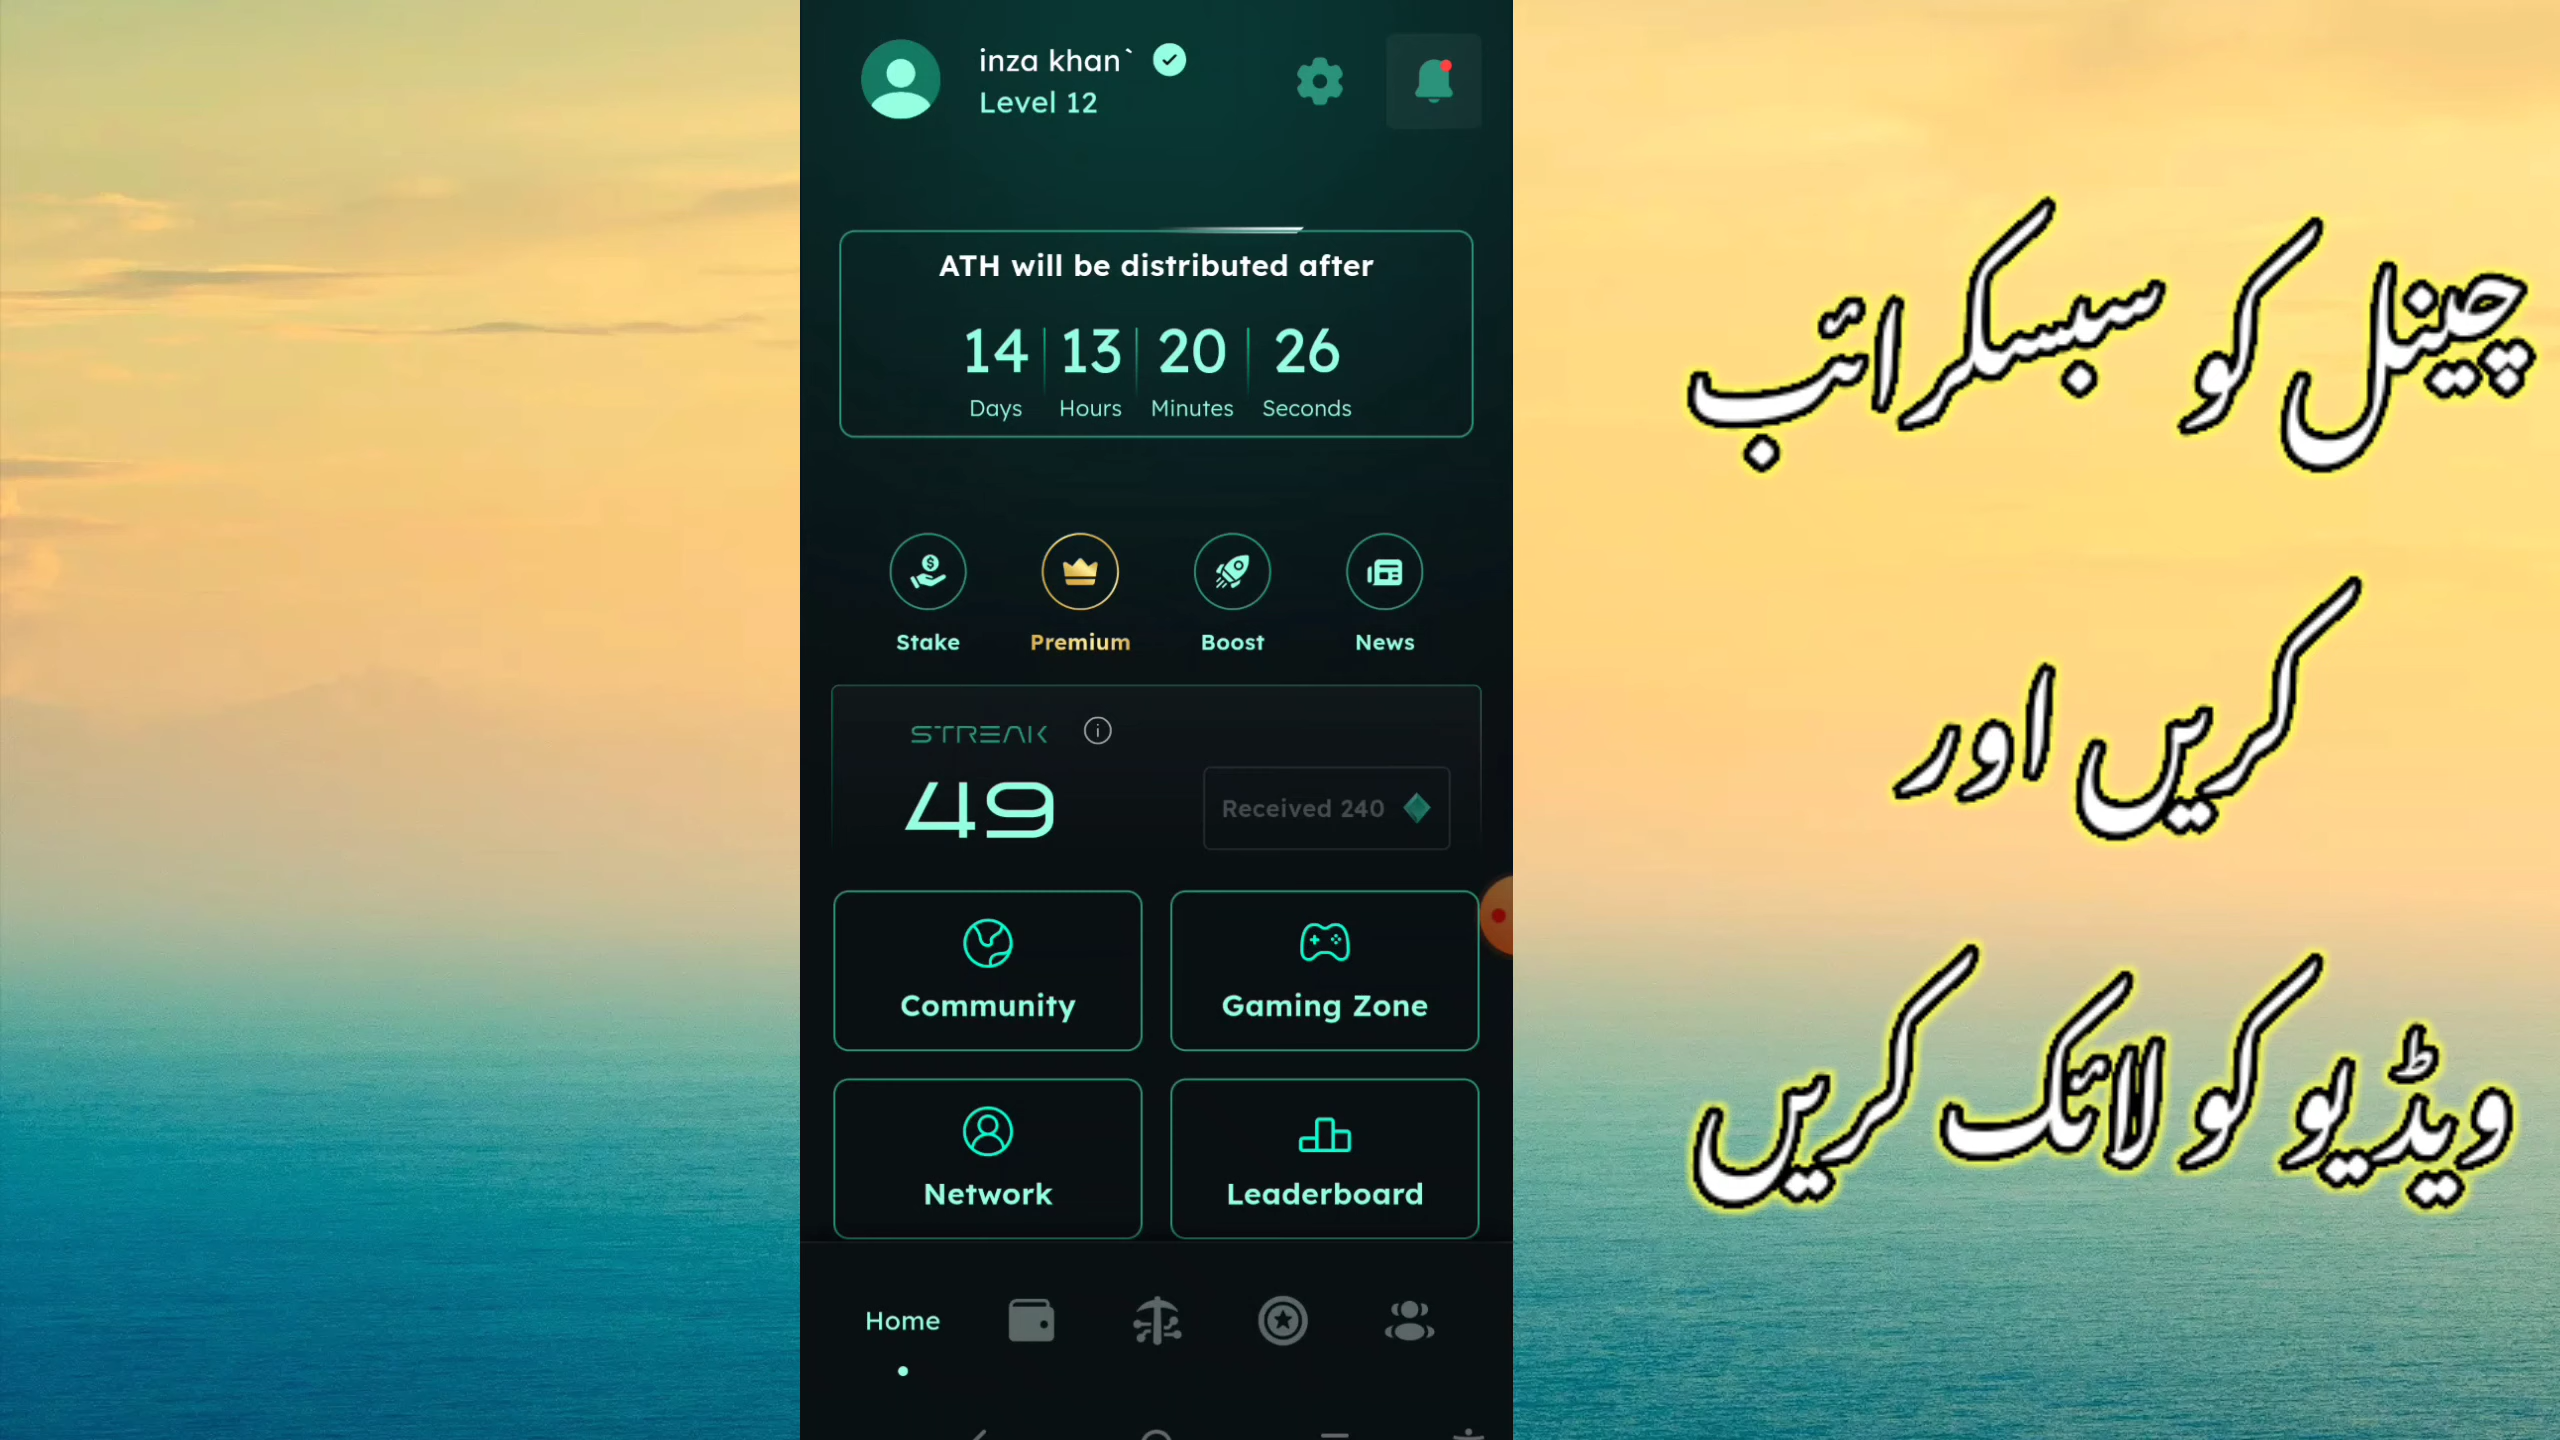 inza khan`
Level 12
ATH will be distributed after
14 13 20 26
Days Hours Minutes Seconds
Stake Premium Boost News
STREAK
49
Received 240
Community Gaming Zone
Network Leaderboard
Home
چینل کو سبسکرائب
کریں اور
ویڈیو کو لائک کریں